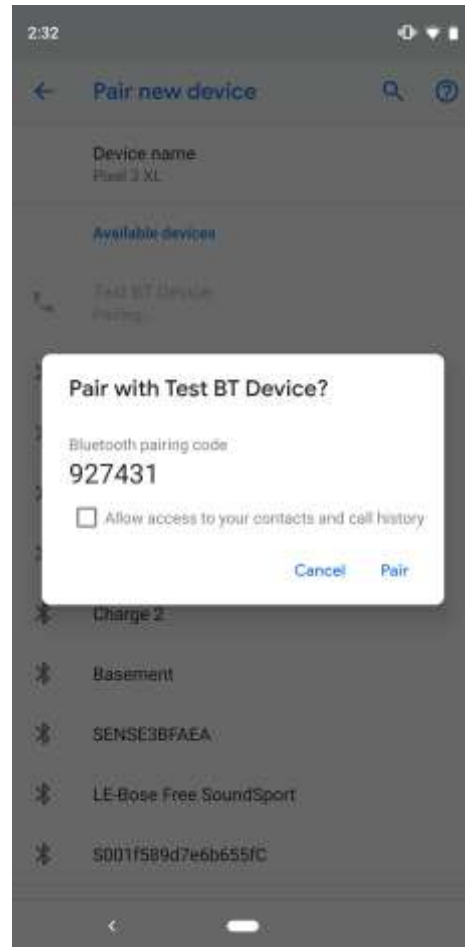 2:32
Pair new device
Device name
Pixel 3 XL
Available devices
Test BT Device
Pairing...
Pair with Test BT Device?
Bluetooth pairing code
927431
Allow access to your contacts and call history
Cancel Pair
Charge 2
Basement
SENSE3BFAEA
LE-Bose Free SoundSport
S001f589d7e6b655fC